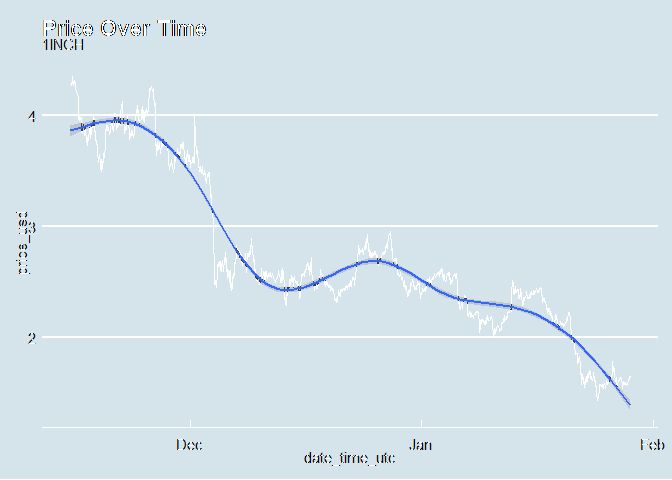 Price Over Time
1INCH
4
3
2
price_usd
Dec
Jan
Feb
date_time_utc